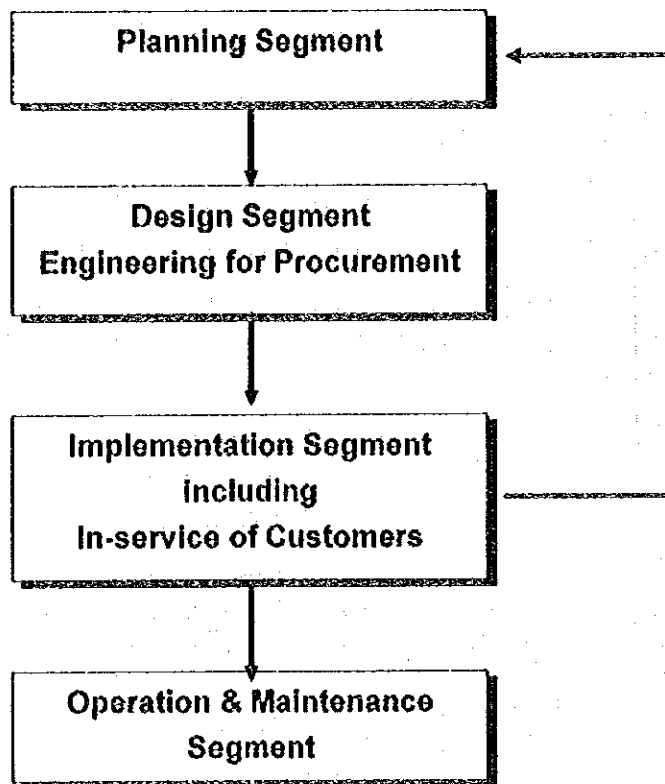 Planning Segment
Design Segment
Engineering for Procurement
Implementation Segment
including
In-service of Customers
Operation & Maintenance
Segment